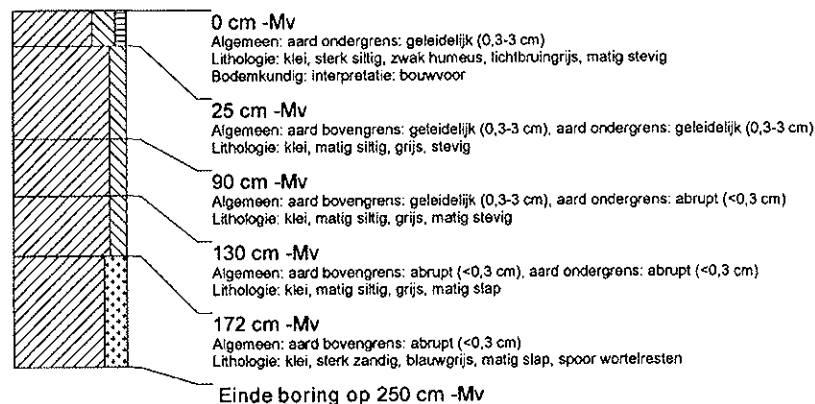 0 cm -Mv
Algemeen: aard ondergrens: geleidelijk (0,3-3 cm)
Lithologie: klei, sterk siltig, zwak humeus, lichtbruingrijs, matig stevig
Bodemkundig: interpretatie: bouwvoor
25 cm -Mv
Algemeen: aard bovengrens: geleidelijk (0,3-3 cm), aard ondergrens: geleidelijk (0,3-3 cm)
Lithologie: klei, matig siltig, grijs, stevig
90 cm -Mv
Algemeen: aard bovengrens: geleidelijk (0,3-3 cm), aard ondergrens: abrupt (<0,3 cm)
Lithologie: klei, matig siltig, grijs, matig stevig
130 cm -Mv
Algemeen: aard bovengrens: abrupt (<0,3 cm), aard ondergrens: abrupt (<0,3 cm)
Lithologie: klei, matig siltig, grijs, matig slap
172 cm -Mv
Algemeen: aard bovengrens: abrupt (<0,3 cm)
Lithologie: klei, sterk zandig, blauwgrijs, matig slap, spoor wortelresten
Einde boring op 250 cm -Mv